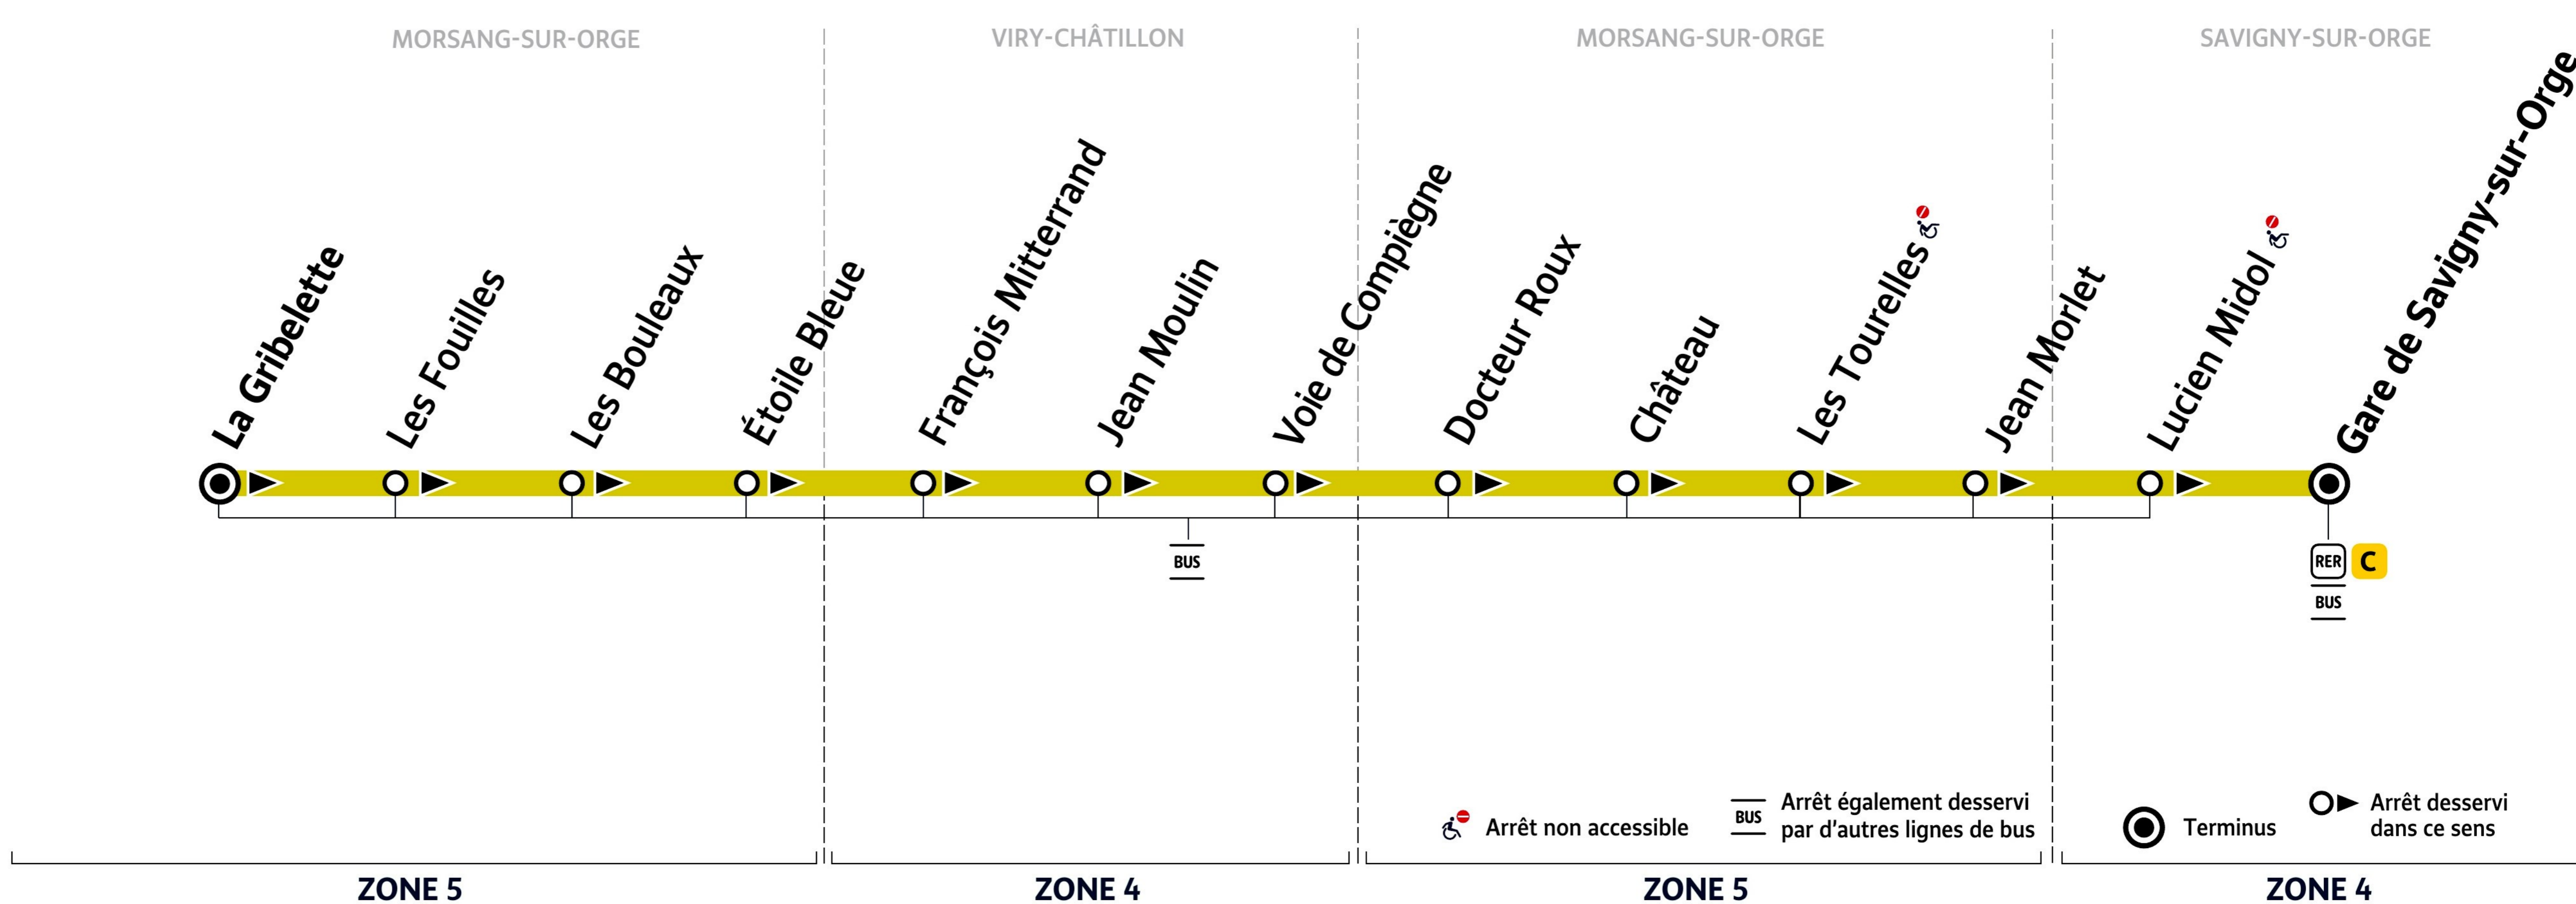 MORSANG-SUR-ORGE
VIRY-CHÂTILLON
MORSANG-SUR-ORGE
SAVIGNY-SUR-ORGE
La Gribelette
Les Fouilles
Les Bouleaux
Étoile Bleue
François Mitterrand
Jean Moulin
Voie de Compiègne
Docteur Roux
Château
Les Tourelles
Jean Morlet
Lucien Midol
Gare de Savigny-sur-Orge
BUS
RER C
BUS
Arrêt non accessible
BUS
Arrêt également desservi
par d'autres lignes de bus
Terminus
Arrêt desservi
dans ce sens
ZONE 5
ZONE 4
ZONE 5
ZONE 4